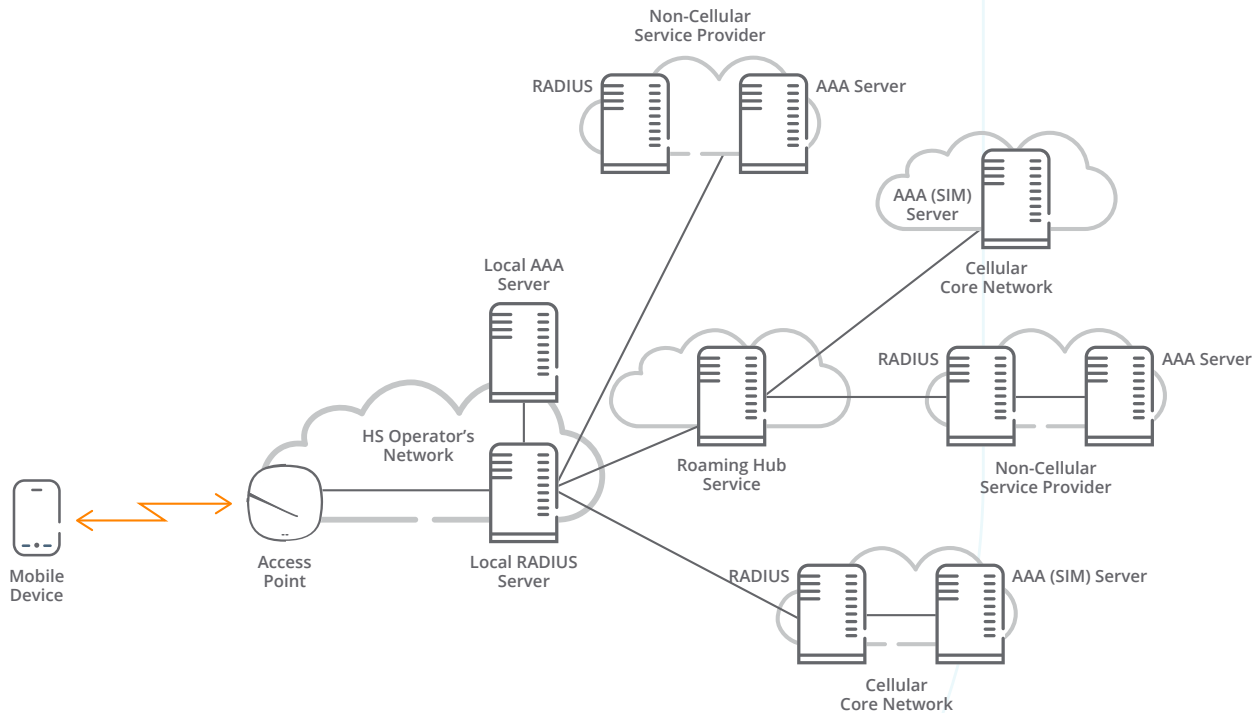 Non-Cellular
Service Provider
RADIUS
AAA Server
AAA (SIM)
Server
Cellular
Core Network
Local AAA
Server
RADIUS
AAA Server
HS Operator's
Network
Roaming Hub
Service
Non-Cellular
Service Provider
Access
Point
Local RADIUS
Server
Mobile
Device
RADIUS
AAA (SIM) Server
Cellular
Core Network